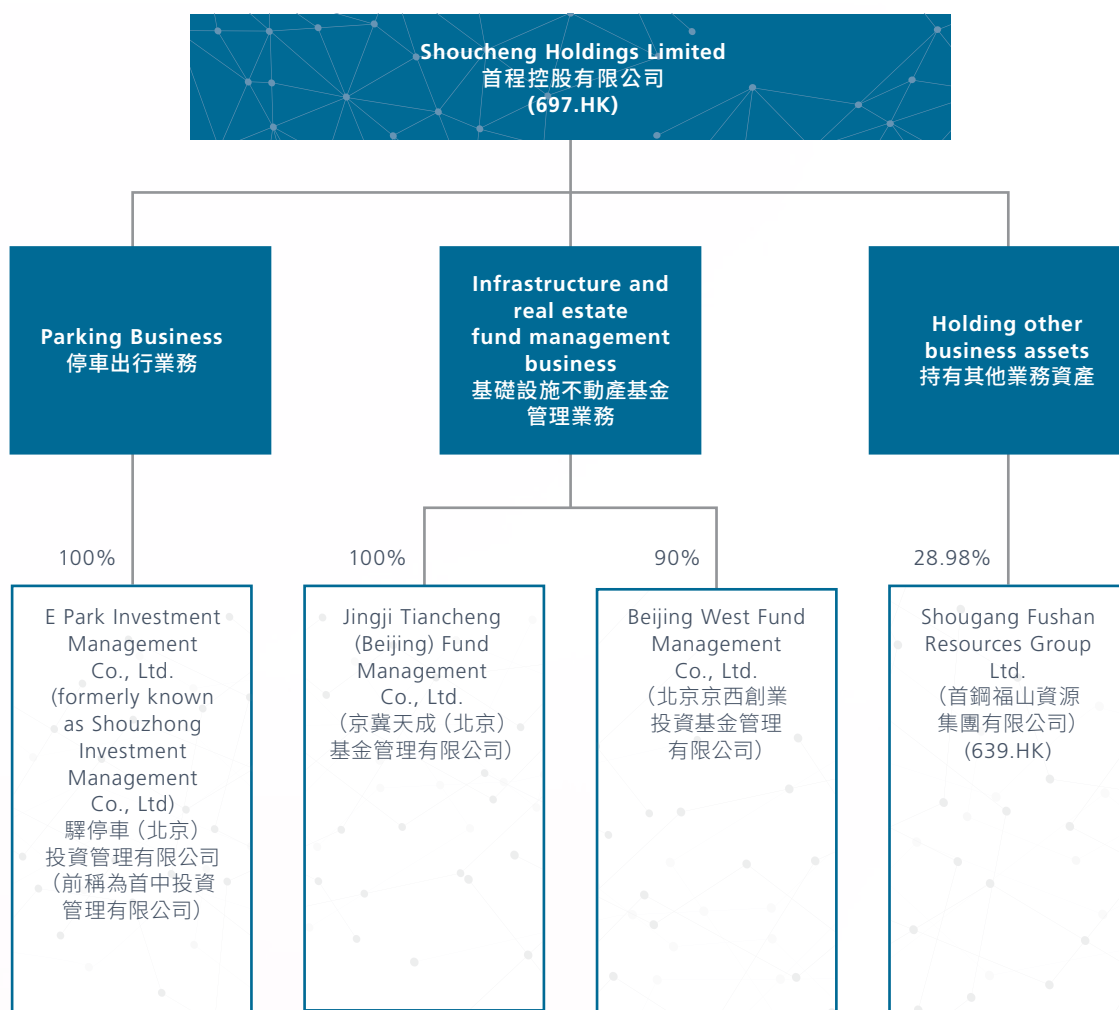 Shoucheng Holdings Limited
首程控股有限公司
(697.HK)
Parking Business
停車出行業務
Infrastructure and
real estate
fund management
business
基礎設施不動產基金
管理業務
Holding other
business assets
持有其他業務資產
100%
100%
90%
28.98%
E Park Investment
Management
Co., Ltd.
(formerly known
as Shouzhong
Investment
Management
Co., Ltd)
驛停車（北京）
投資管理有限公司
（前稱為首中投資
管理有限公司）
Jingji Tiancheng
(Beijing) Fund
Management
Co., Ltd.
（京冀天成（北京）
基金管理有限公司）
Beijing West Fund
Management
Co., Ltd.
（北京京西創業
投資基金管理
有限公司）
Shougang Fushan
Resources Group
Ltd.
（首鋼福山資源
集團有限公司）
(639.HK)